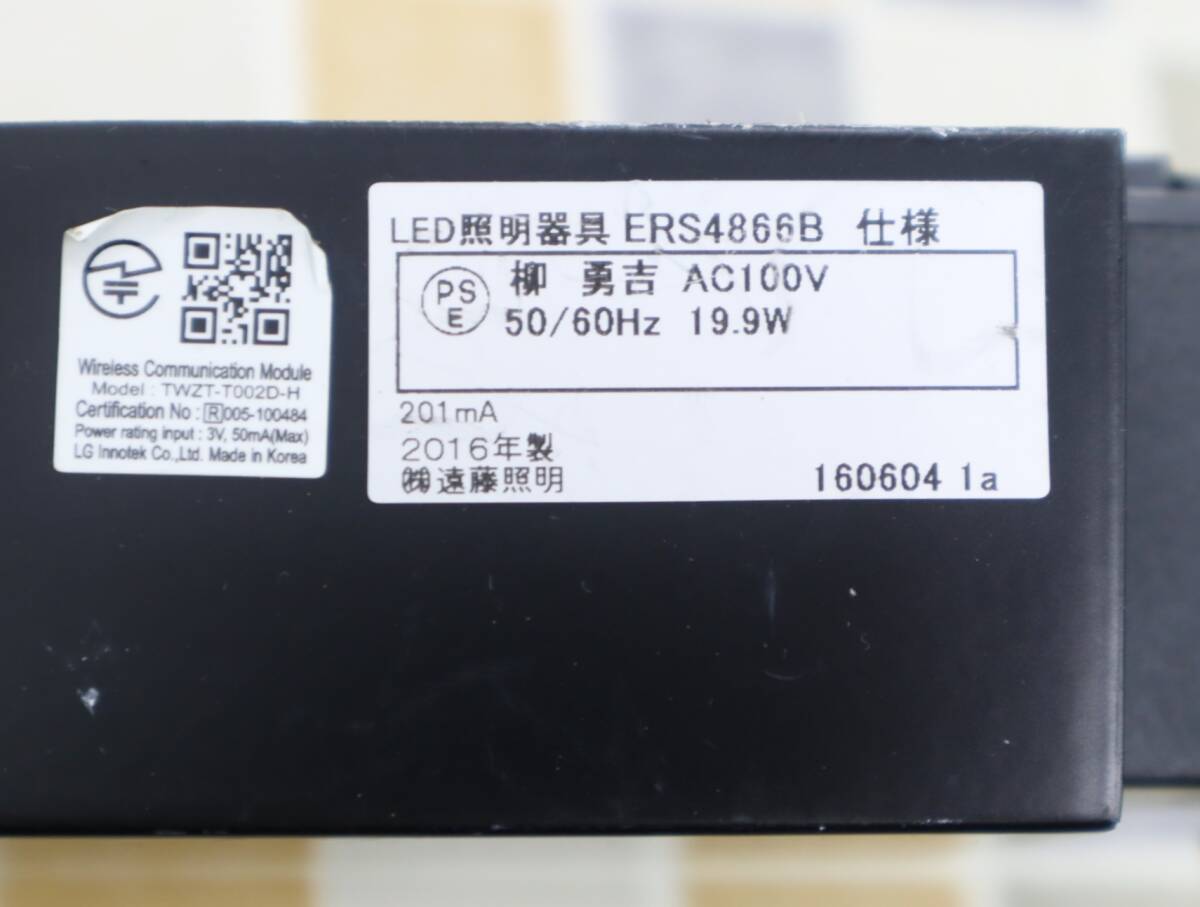 Wireless Communication Module
Model : TWZT-T002D-H
Certification No : R005-100484
Power rating input : 3V, 50mA(Max)
LG Innotek Co.,Ltd. Made in Korea
LED照明器具 ERS4866B 仕様
PS
E
柳 勇吉 AC100V
50/60Hz 19.9W
201mA
2016年製
㈱遠藤照明
160604 1a